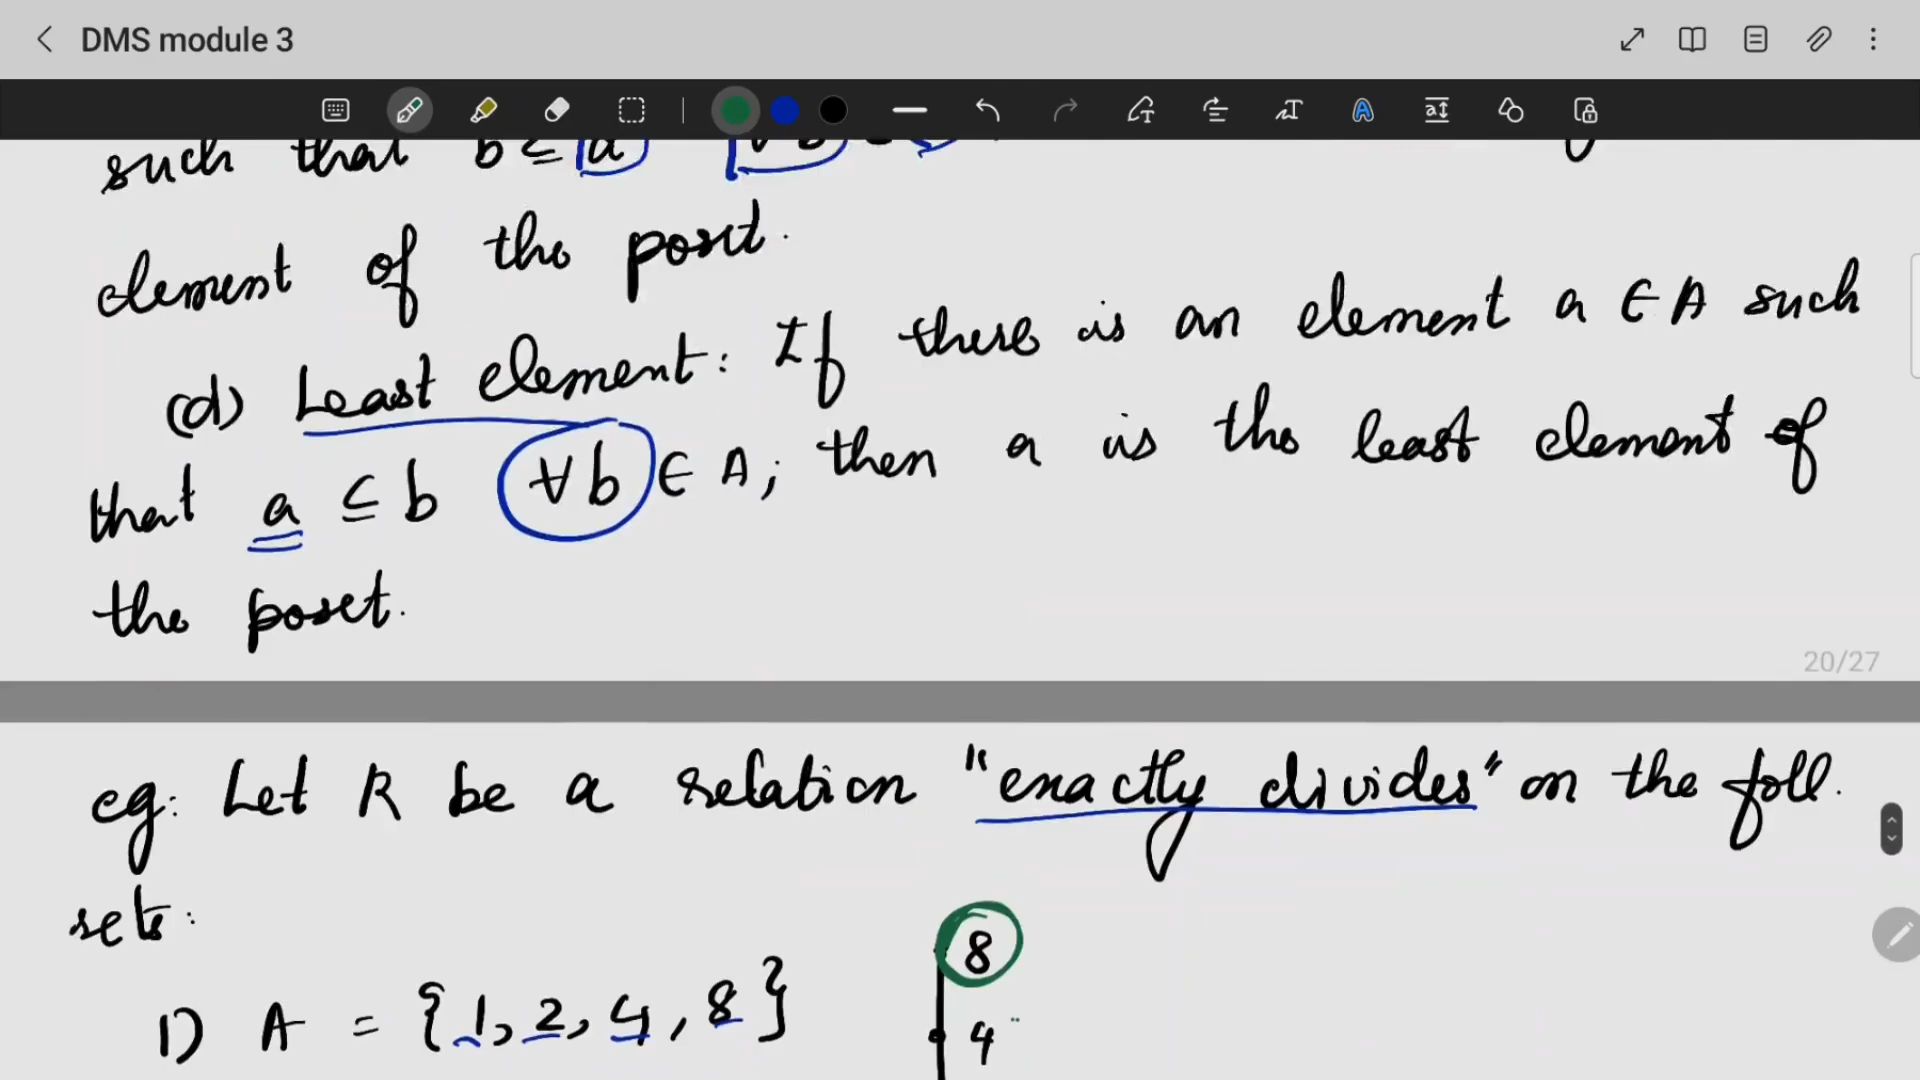 DMS module 3
such that b ⊆ a ∀ b
element of the poset.
(d) Least element: If there is an element a ∈ A such
that a ⊆ b ∀b ∈ A; then a is the least element of
the poset.
20/27
eg: Let R be a relation "exactly divides" on the foll.
sets:
8
1) A = {1, 2, 4, 8}
4